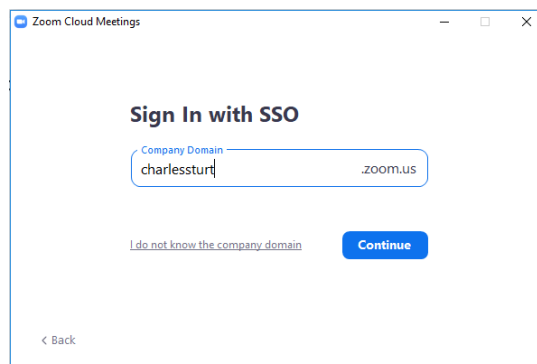 Zoom Cloud Meetings
Sign In with SSO
Company Domain
charlessturt .zoom.us
I do not know the company domain
Continue
< Back